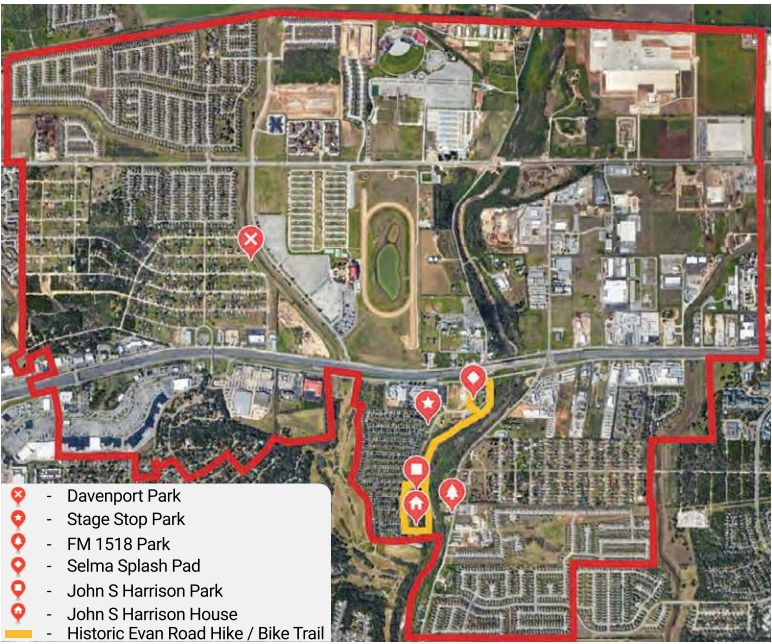 - Davenport Park
- Stage Stop Park
- FM 1518 Park
- Selma Splash Pad
- John S Harrison Park
- John S Harrison House
- Historic Evan Road Hike / Bike Trail